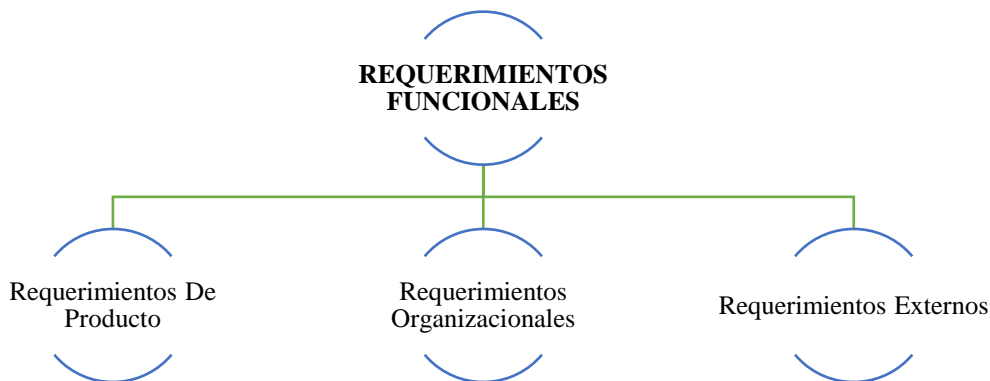 REQUERIMIENTOS
FUNCIONALES
Requerimientos De
Producto
Requerimientos
Organizacionales
Requerimientos Externos